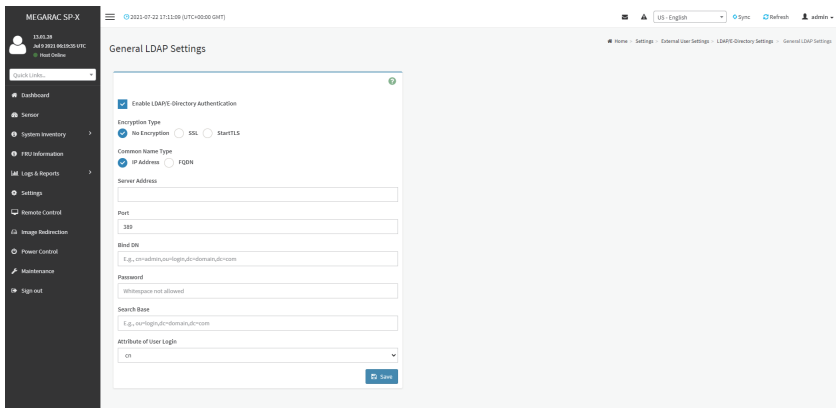 MEGARAC SP-X
2021-07-22 17:11:09 (UTC+00:00 GMT)
US - English
Sync
Refresh
admin
13.01.28
Jul 9 2021 06:19:35 UTC
Host Online
Quick Links...
Dashboard
Sensor
System Inventory
FRU Information
Logs & Reports
Settings
Remote Control
Image Redirection
Power Control
Maintenance
Sign out
General LDAP Settings
Home - Settings - External User Settings - LDAP/E-Directory Settings - General LDAP Settings
Enable LDAP/E-Directory Authentication
Encryption Type
No Encryption SSL StartTLS
Common Name Type
IP Address FQDN
Server Address
Port
389
Bind DN
E.g., cn=admin,ou=login,dc=domain,dc=com
Password
Whitespace not allowed
Search Base
E.g., ou=login,dc=domain,dc=com
Attribute of User Login
cn
Save